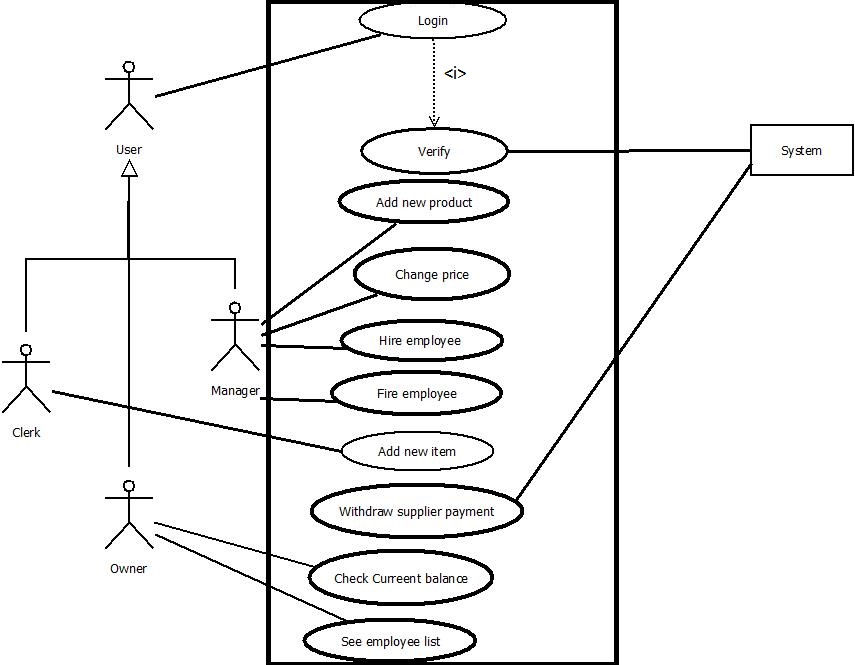 Login
<i>
User
Verify
System
Add new product
Change price
Hire employee
Manager
Fire employee
Clerk
Add new item
Withdraw supplier payment
Owner
Check Curreent balance
See employee list